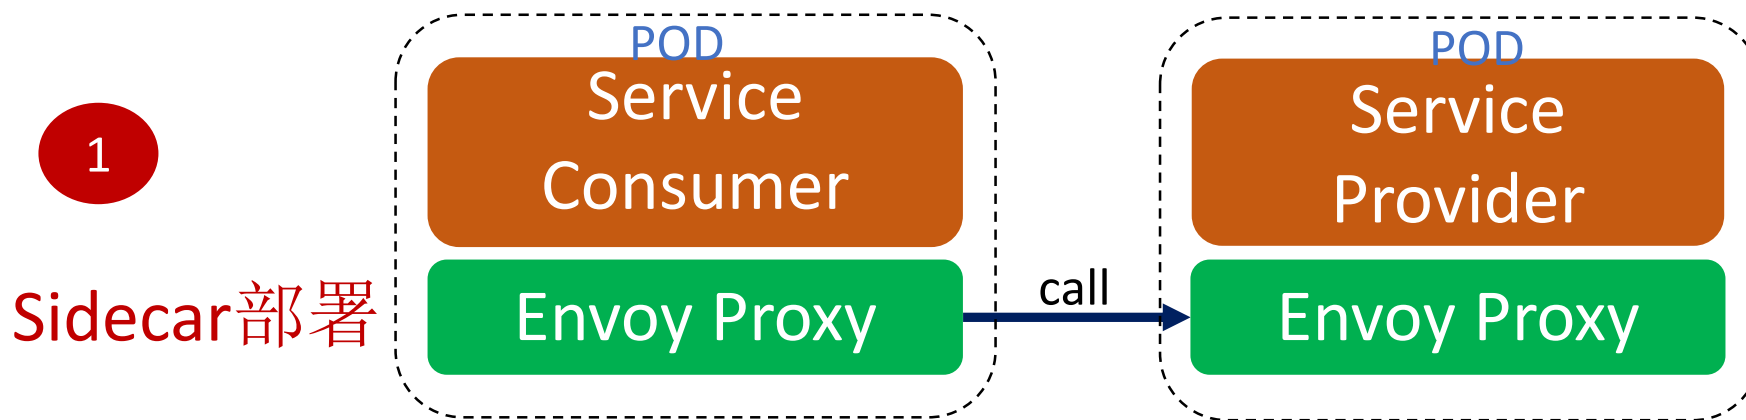 1
Sidecar部署
POD
Service
Consumer
Envoy Proxy
call
POD
Service
Provider
Envoy Proxy